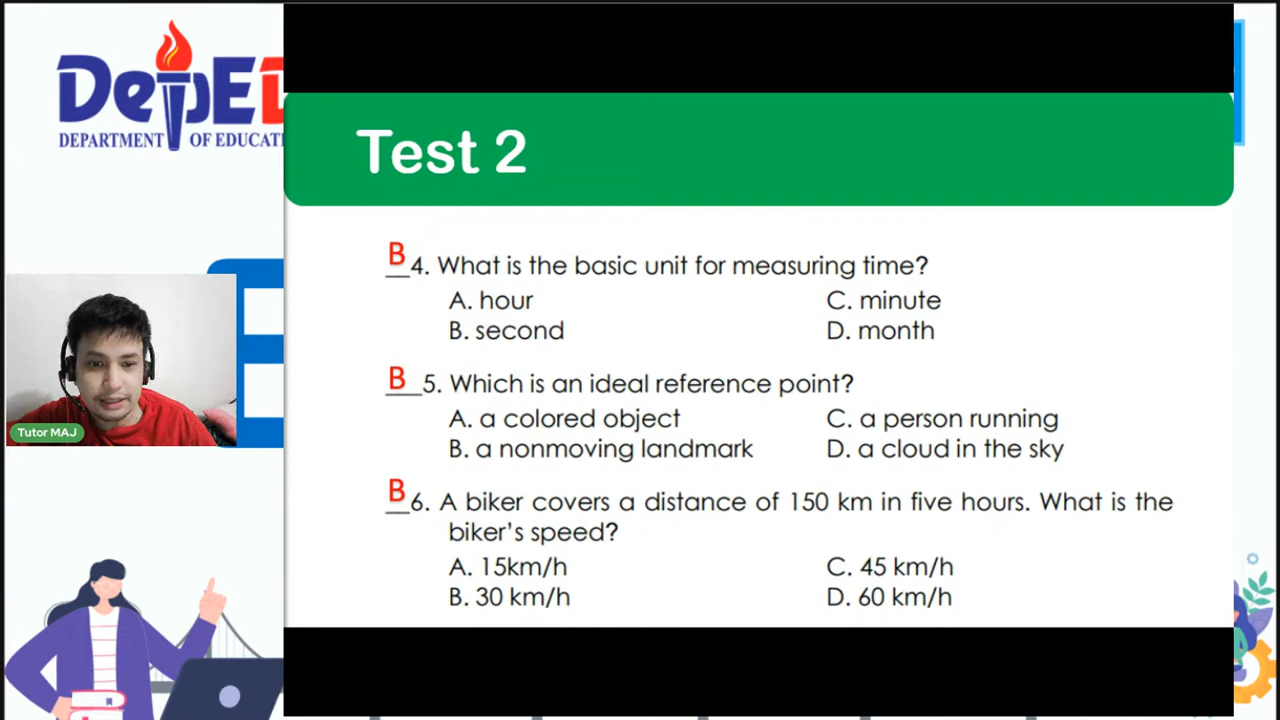 DepED
DEPARTMENT OF EDUCATI
Test 2
B
__4. What is the basic unit for measuring time?
A. hour
C. minute
B. second
D. month
B
___5. Which is an ideal reference point?
A. a colored object
C. a person running
B. a nonmoving landmark
D. a cloud in the sky
B
__6. A biker covers a distance of 150 km in five hours. What is the
biker's speed?
A. 15km/h
C. 45 km/h
B. 30 km/h
D. 60 km/h
Tutor MAJ